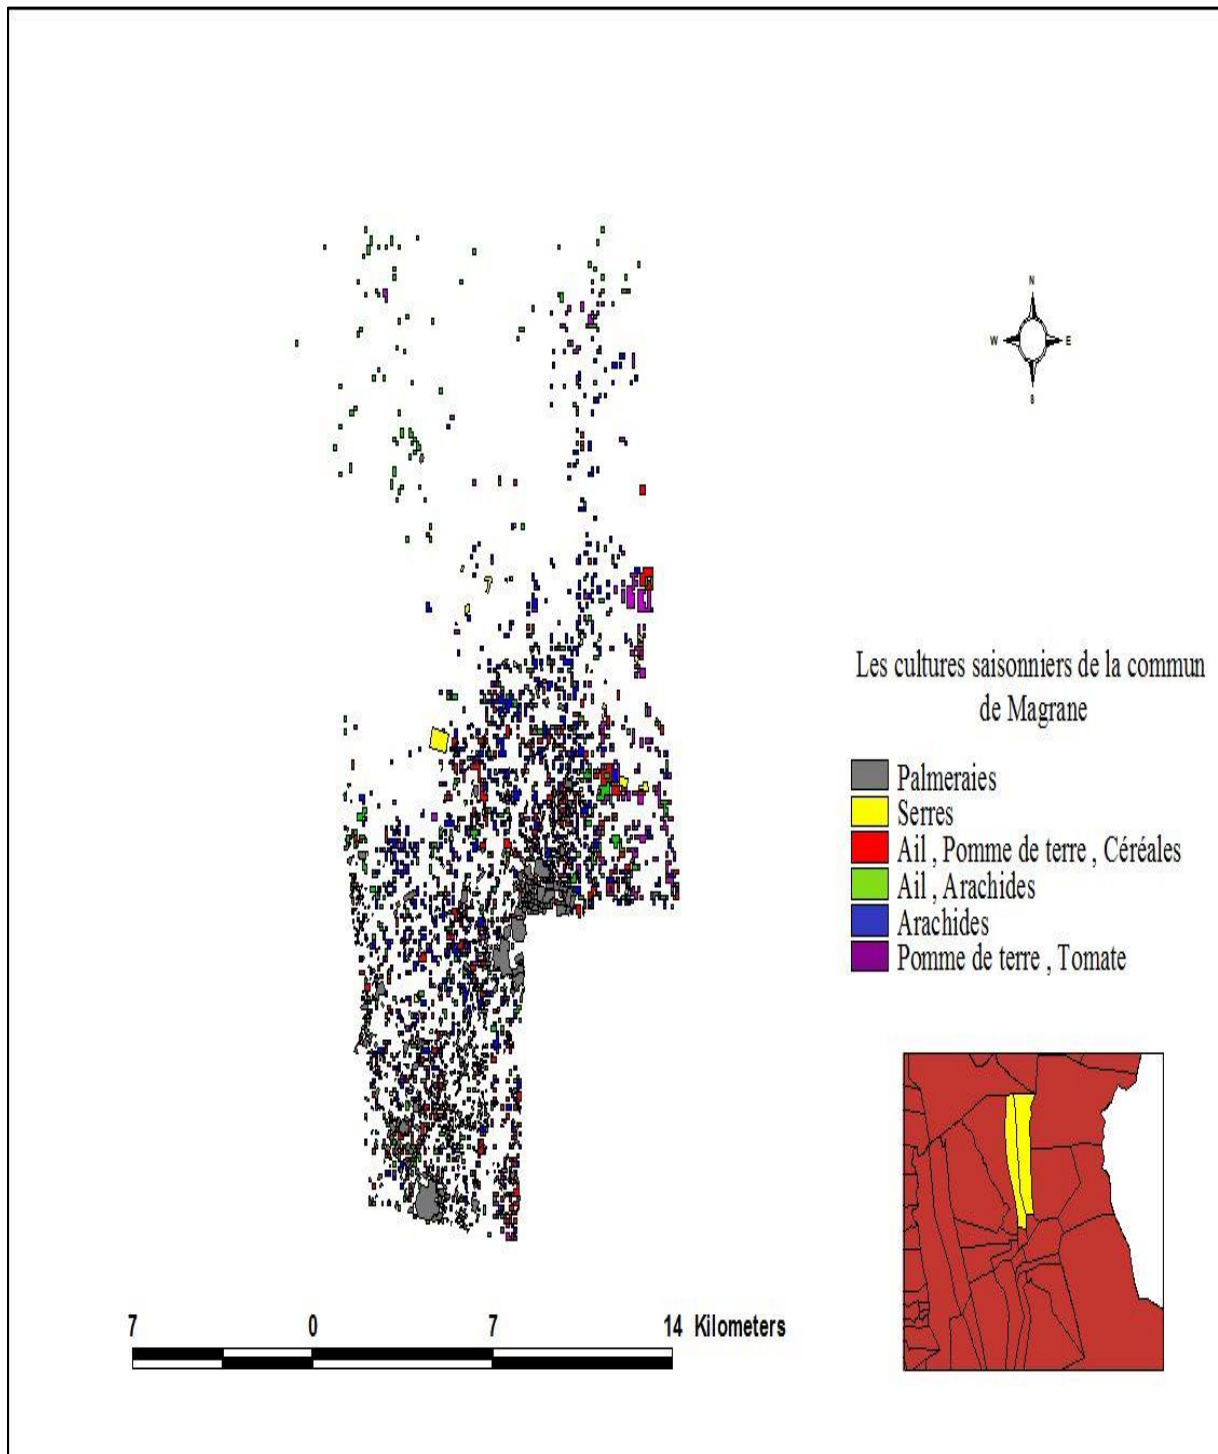 N
W E
S
Les cultures saisonniers de la commun
de Magrane
Palmeraies
Serres
Ail , Pomme de terre , Céréales
Ail , Arachides
Arachides
Pomme de terre , Tomate
7 0 7 14 Kilometers